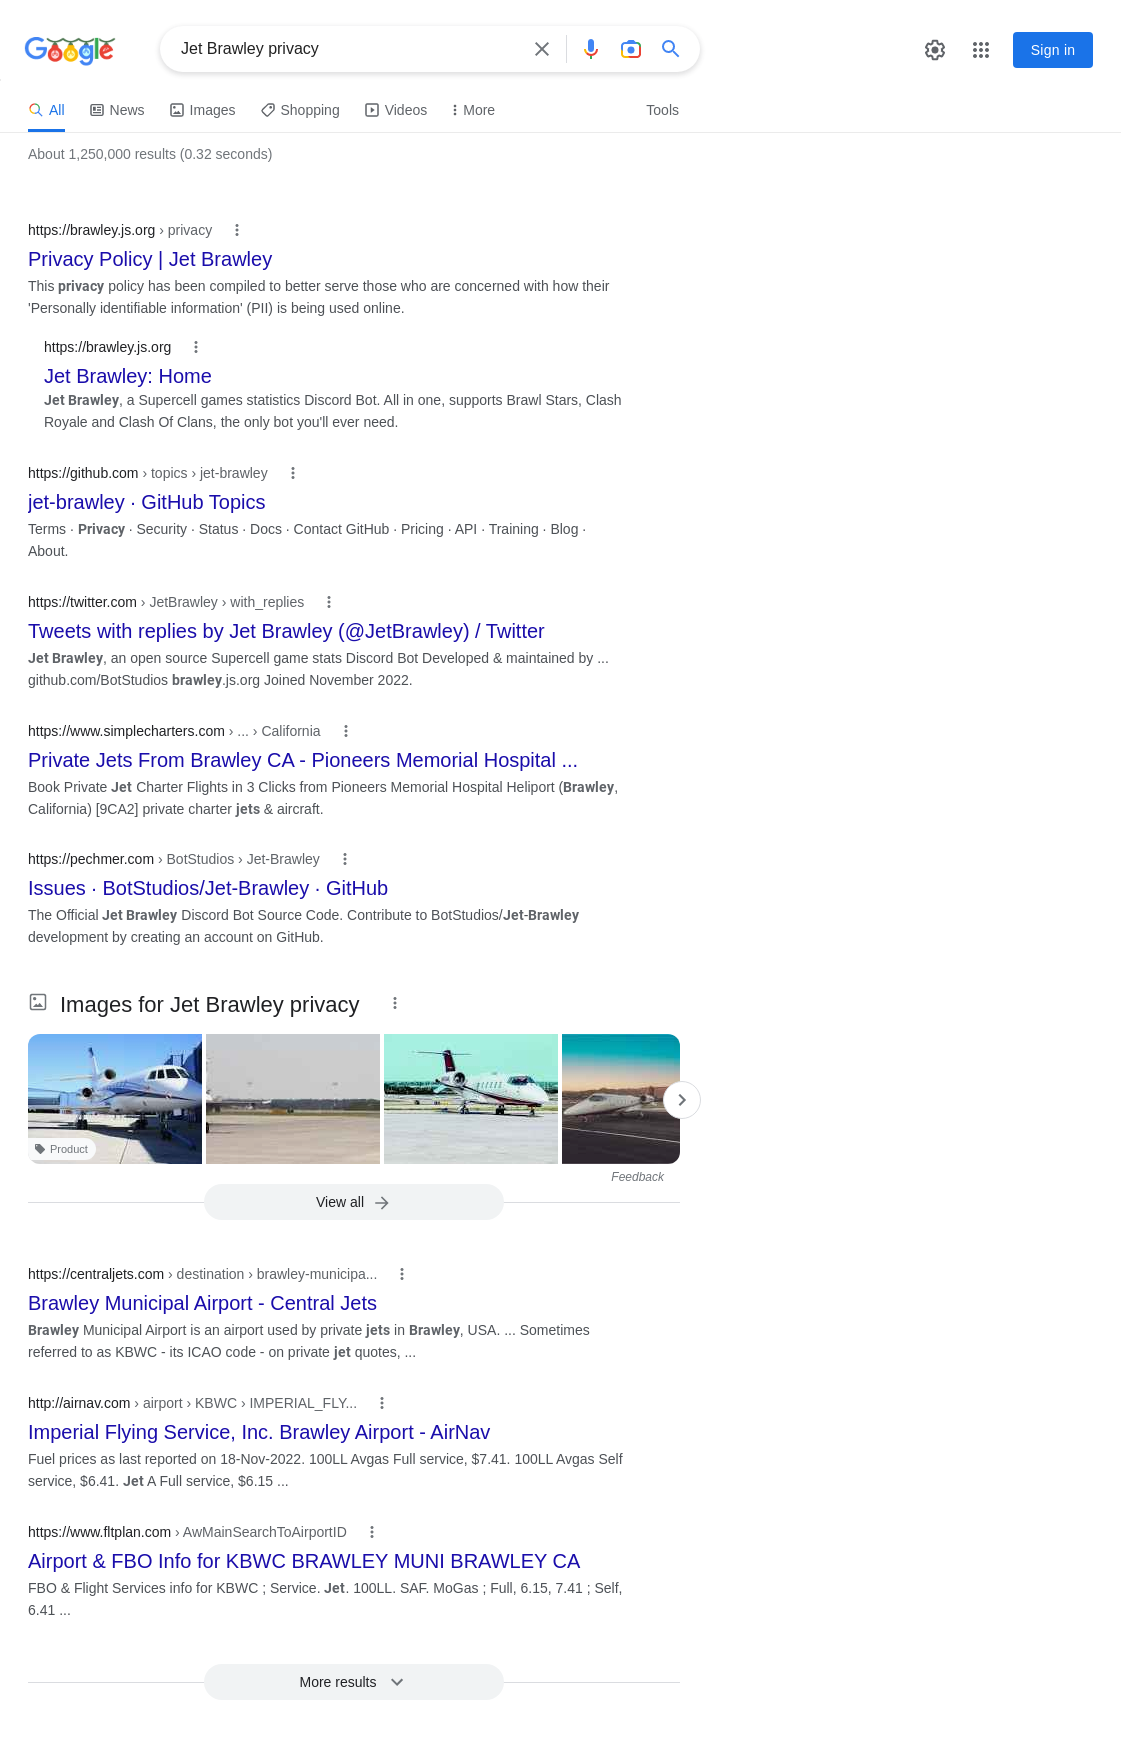 Google
Jet Brawley privacy
Sign in
All
News
Images
Shopping
Videos
More
Tools
About 1,250,000 results (0.32 seconds)
https://brawley.js.org › privacy
Privacy Policy | Jet Brawley
This privacy policy has been compiled to better serve those who are concerned with how their
'Personally identifiable information' (PII) is being used online.
https://brawley.js.org
Jet Brawley: Home
Jet Brawley, a Supercell games statistics Discord Bot. All in one, supports Brawl Stars, Clash
Royale and Clash Of Clans, the only bot you'll ever need.
https://github.com › topics › jet-brawley
jet-brawley · GitHub Topics
Terms · Privacy · Security · Status · Docs · Contact GitHub · Pricing · API · Training · Blog ·
About.
https://twitter.com › JetBrawley › with_replies
Tweets with replies by Jet Brawley (@JetBrawley) / Twitter
Jet Brawley, an open source Supercell game stats Discord Bot Developed & maintained by ...
github.com/BotStudios brawley.js.org Joined November 2022.
https://www.simplecharters.com › ... › California
Private Jets From Brawley CA - Pioneers Memorial Hospital ...
Book Private Jet Charter Flights in 3 Clicks from Pioneers Memorial Hospital Heliport (Brawley,
California) [9CA2] private charter jets & aircraft.
https://pechmer.com › BotStudios › Jet-Brawley
Issues · BotStudios/Jet-Brawley · GitHub
The Official Jet Brawley Discord Bot Source Code. Contribute to BotStudios/Jet-Brawley
development by creating an account on GitHub.
Images for Jet Brawley privacy
Product
Feedback
View all
https://centraljets.com › destination › brawley-municipa...
Brawley Municipal Airport - Central Jets
Brawley Municipal Airport is an airport used by private jets in Brawley, USA. ... Sometimes
referred to as KBWC - its ICAO code - on private jet quotes, ...
http://airnav.com › airport › KBWC › IMPERIAL_FLY...
Imperial Flying Service, Inc. Brawley Airport - AirNav
Fuel prices as last reported on 18-Nov-2022. 100LL Avgas Full service, $7.41. 100LL Avgas Self
service, $6.41. Jet A Full service, $6.15 ...
https://www.fltplan.com › AwMainSearchToAirportID
Airport & FBO Info for KBWC BRAWLEY MUNI BRAWLEY CA
FBO & Flight Services info for KBWC ; Service. Jet. 100LL. SAF. MoGas ; Full, 6.15, 7.41 ; Self,
6.41 ...
More results